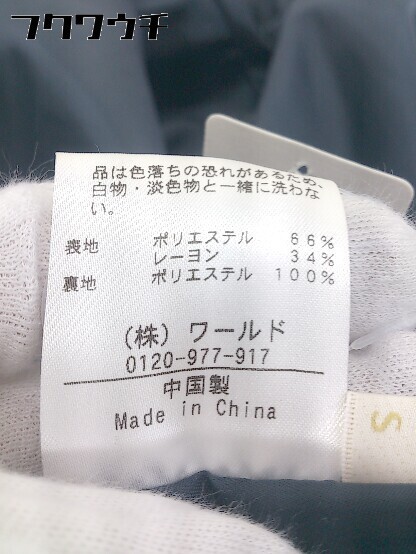 フクワウチ
品は色落ちの恐れがあるため、
白物・淡色物と一緒に洗わな
い。
表地 ポリエステル 66%
レーヨン 34%
裏地 ポリエステル 100%
(株) ワールド
0120-977-917
中国製
Made in China
S